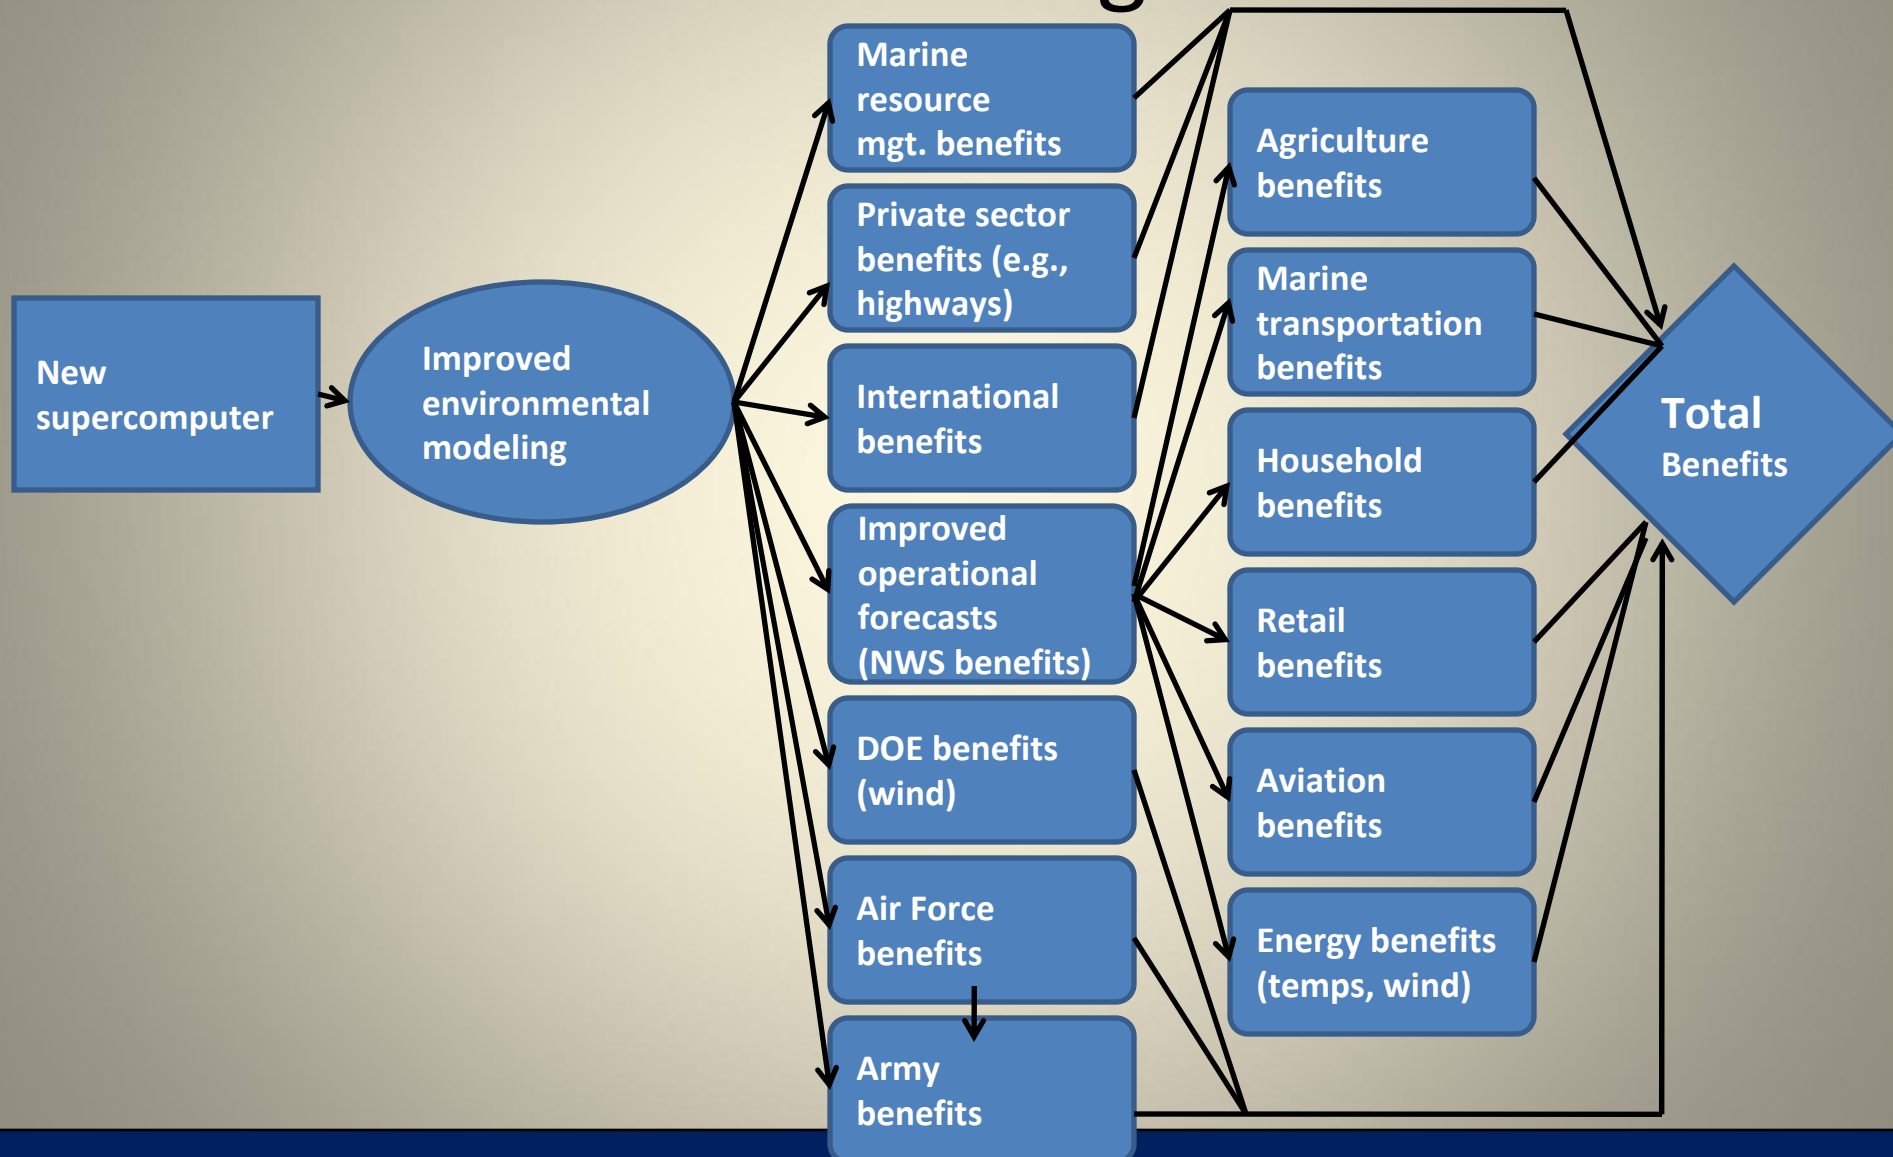 New
supercomputer
Improved
environmental
modeling
Marine
resource
mgt. benefits
Private sector
benefits (e.g.,
highways)
International
benefits
Improved
operational
forecasts
(NWS benefits)
DOE benefits
(wind)
Air Force
benefits
Army
benefits
Agriculture
benefits
Marine
transportation
benefits
Household
benefits
Retail
benefits
Aviation
benefits
Energy benefits
(temps, wind)
Total
Benefits